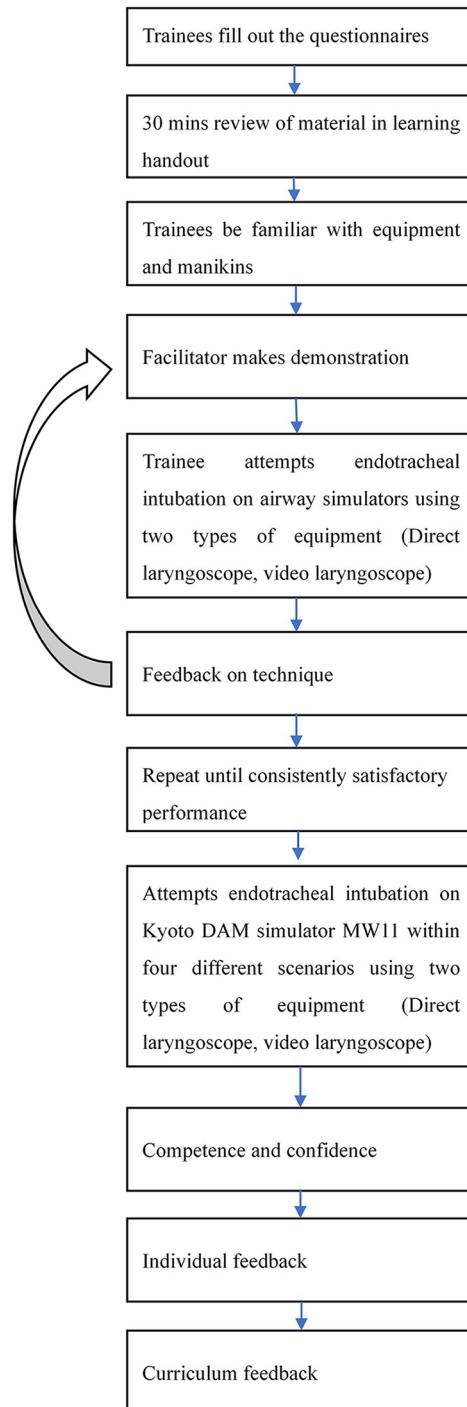 Trainees fill out the questionnaires
30 mins review of material in learning
handout
Trainees be familiar with equipment
and manikins
Facilitator makes demonstration
Trainee attempts endotracheal
intubation on airway simulators using
two types of equipment (Direct
laryngoscope, video laryngoscope)
Feedback on technique
Repeat until consistently satisfactory
performance
Attempts endotracheal intubation on
Kyoto DAM simulator MW11 within
four different scenarios using two
types of equipment (Direct
laryngoscope, video laryngoscope)
Competence and confidence
Individual feedback
Curriculum feedback